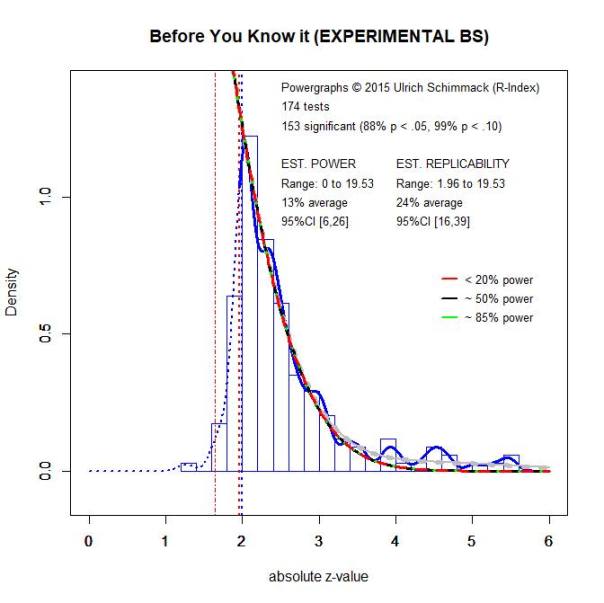 Before You Know it (EXPERIMENTAL BS)
Powergraphs © 2015 Ulrich Schimmack (R-Index)
174 tests
153 significant (88% p < .05, 99% p < .10)
EST. POWER EST. REPLICABILITY
Range: 0 to 19.53 Range: 1.96 to 19.53
13% average 24% average
95%CI [6,26] 95%CI [16,39]
< 20% power
~ 50% power
~ 85% power
Density
1.0
0.5
0.0
0 1 2 3 4 5 6
absolute z-value